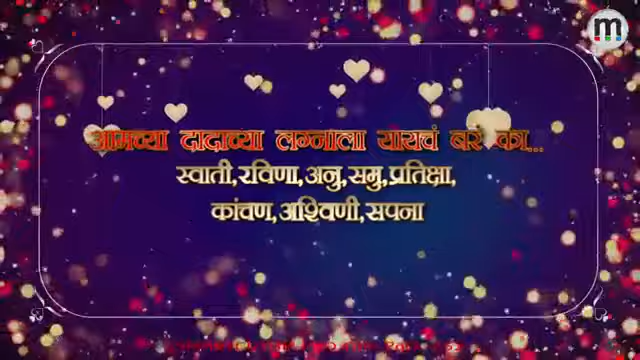 आमच्या दादाच्या लग्नाला यायचं बरं का...
स्वाती,रविणा,अनु,समु,प्रतिक्षा,
कांचण,अश्विणी,सपना